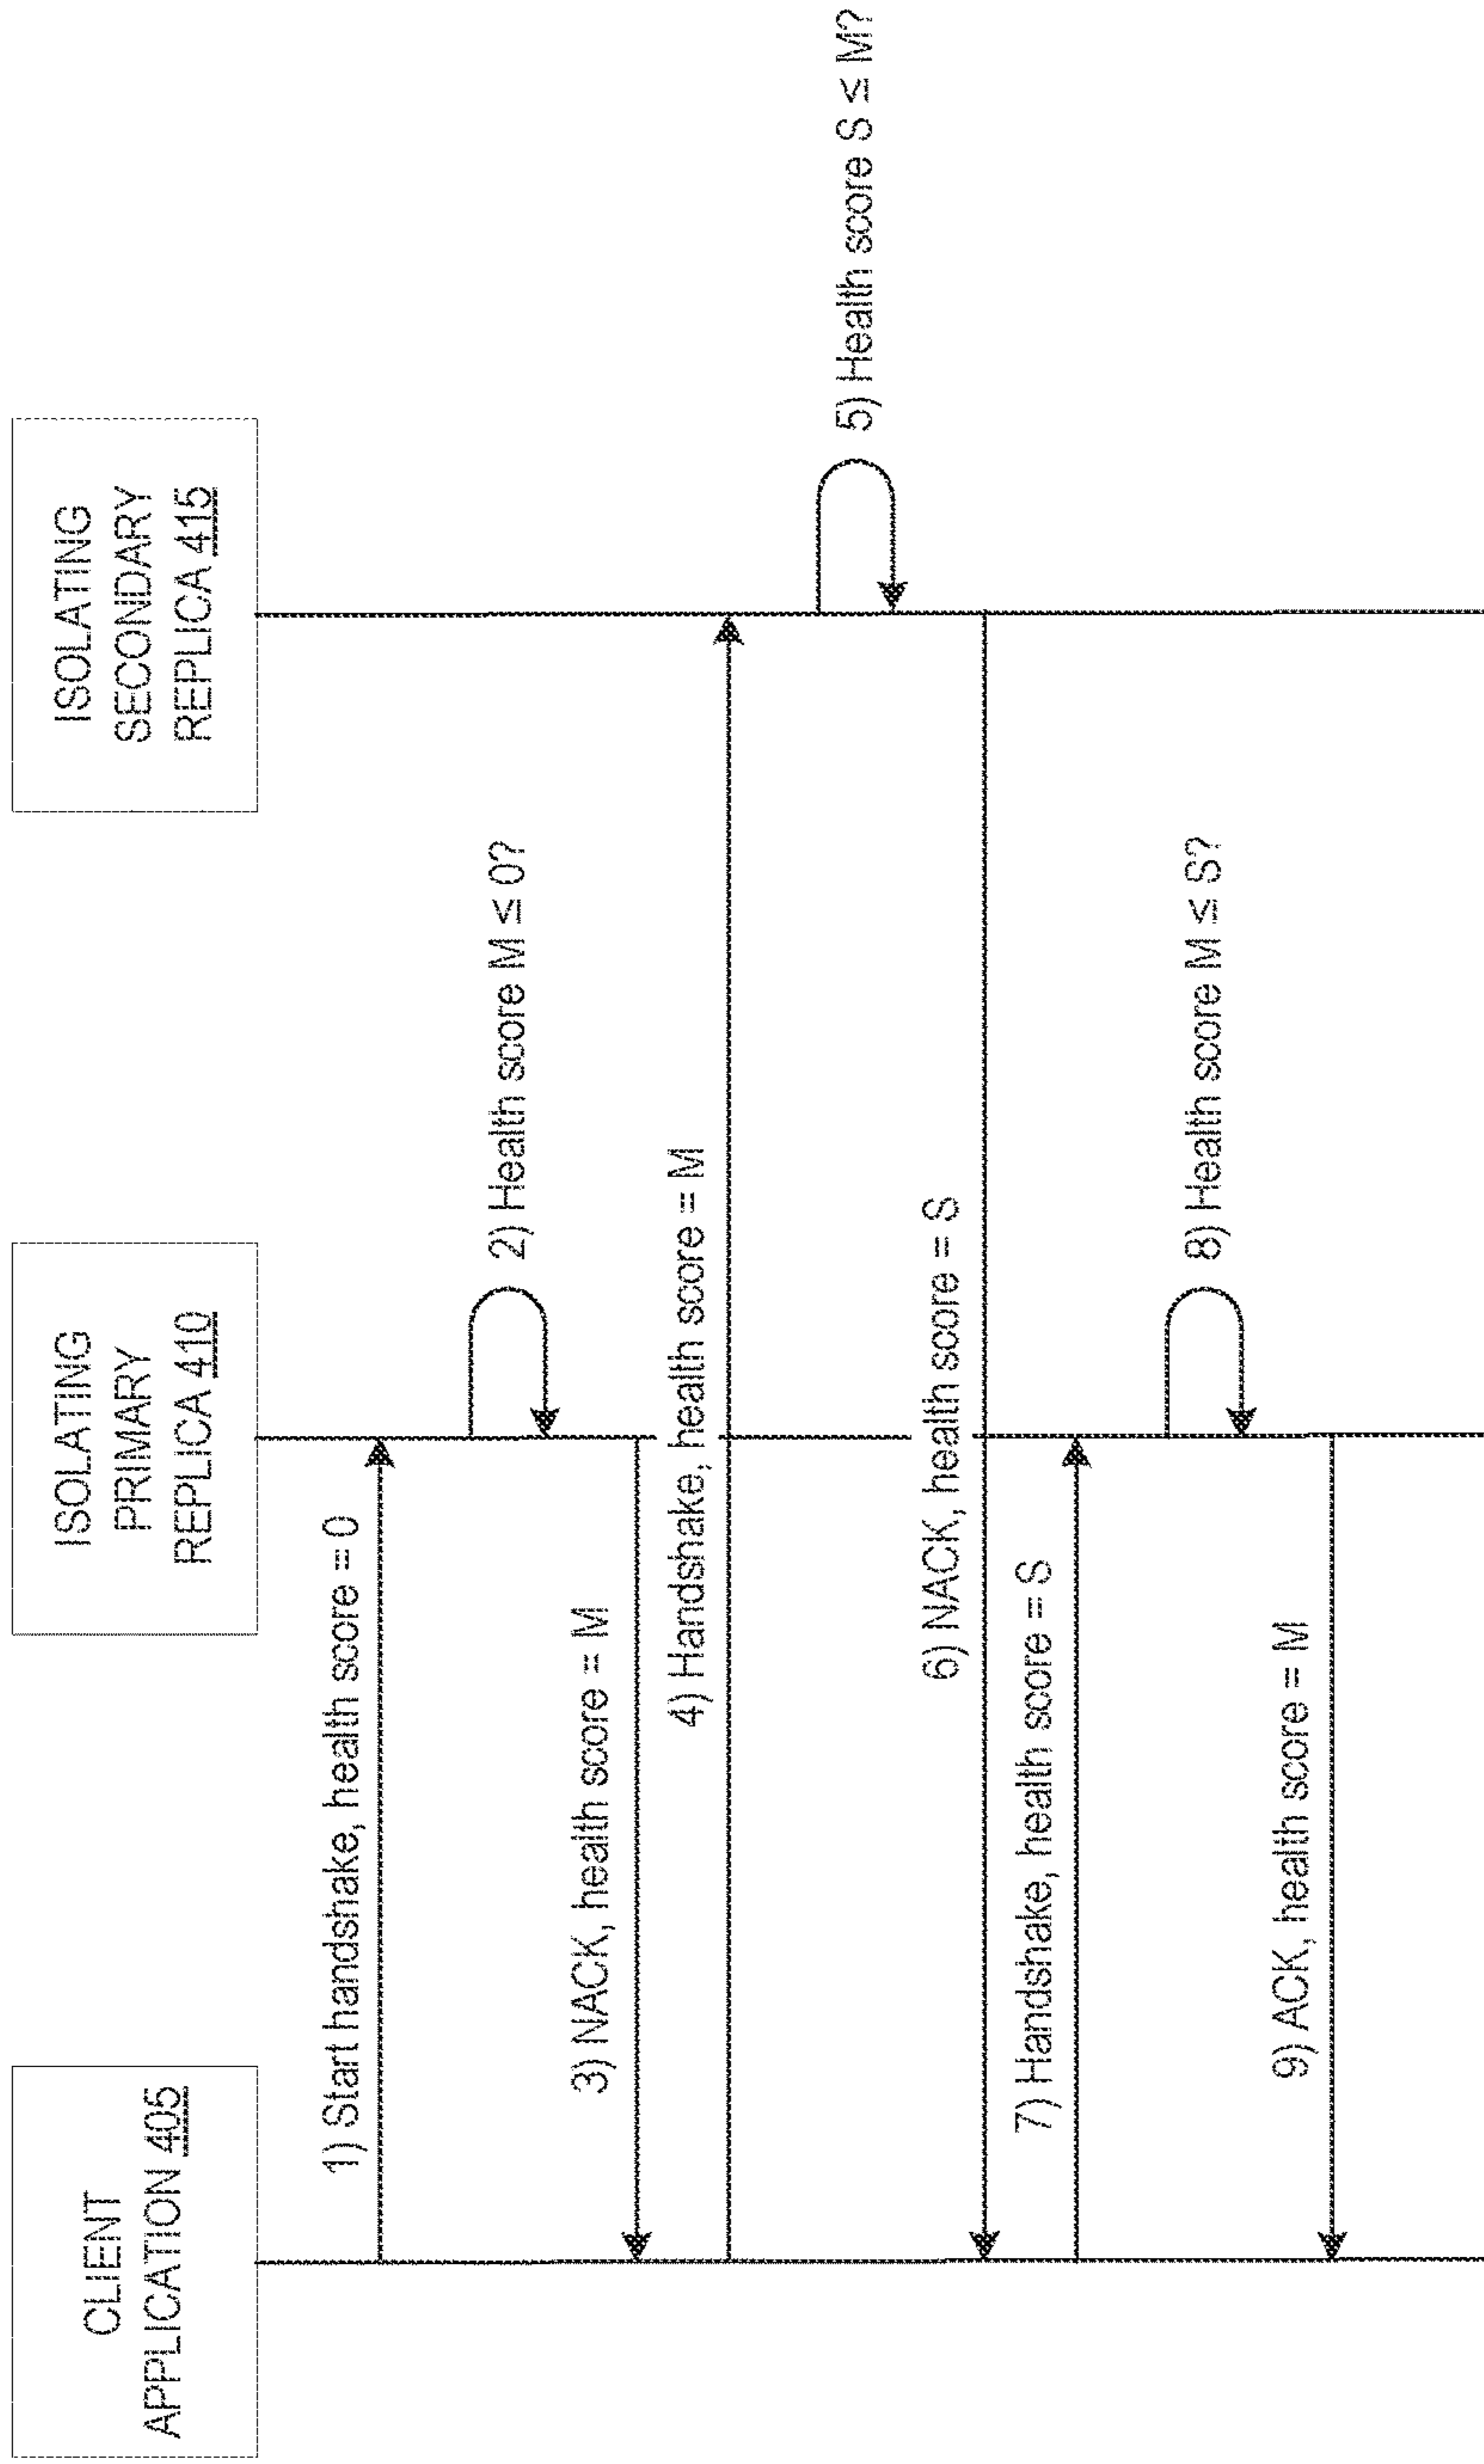 CLIENT
APPLICATION 405
ISOLATING
PRIMARY
REPLICA 410
ISOLATING
SECONDARY
REPLICA 415
1) Start handshake, health score = 0
2) Health score M ≤ 0?
3) NACK, health score = M
4) Handshake, health score = M
5) Health score S ≤ M?
6) NACK, health score = S
7) Handshake, health score = S
8) Health score M ≤ S?
9) ACK, health score = M